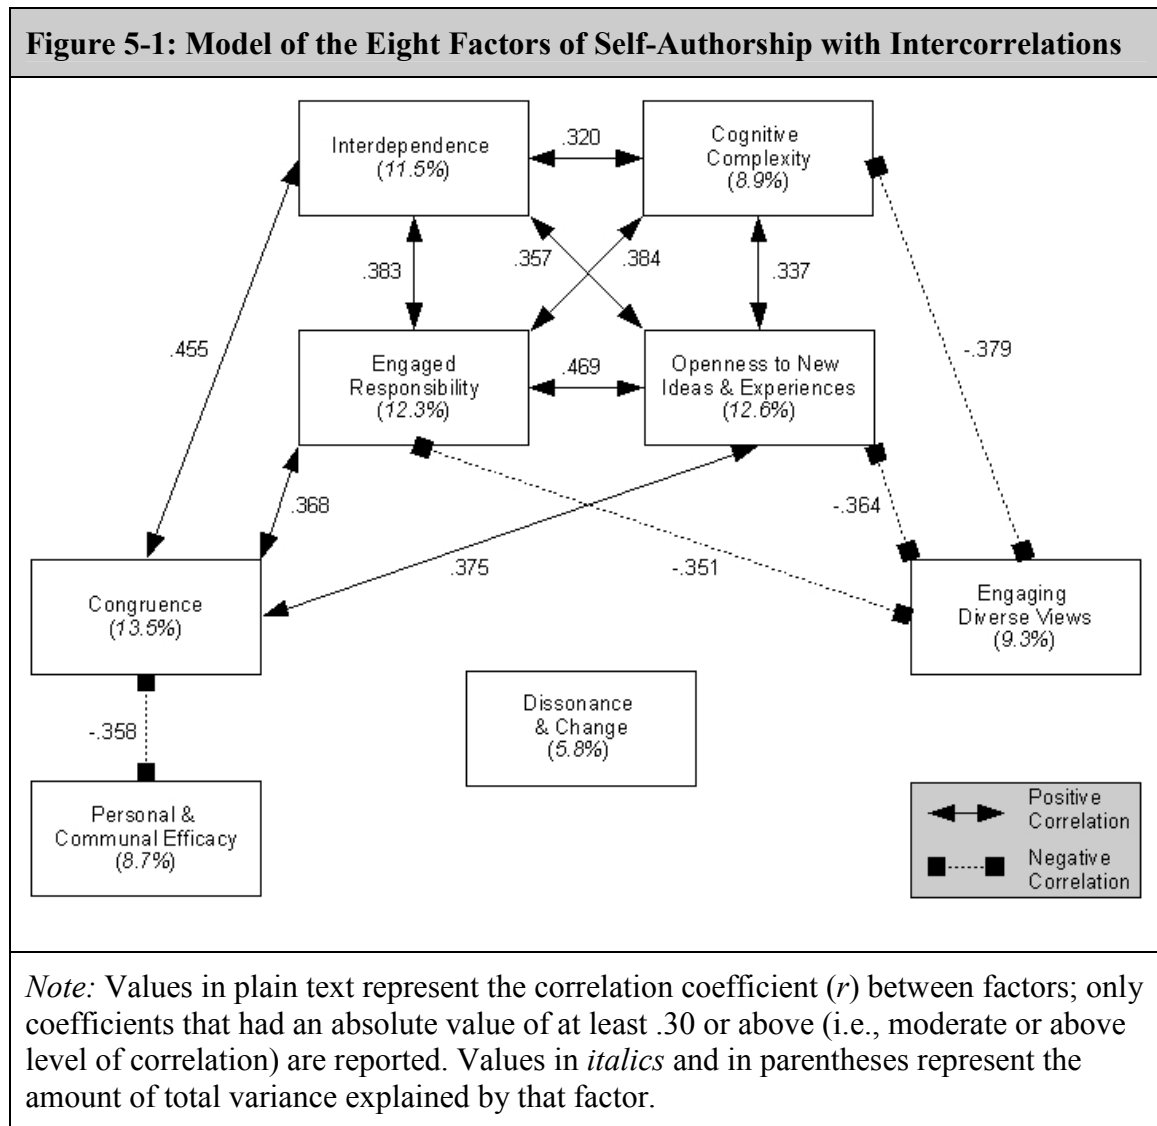 Figure 5-1: Model of the Eight Factors of Self-Authorship with Intercorrelations
Interdependence
(11.5%)
.320
Cognitive
Complexity
(8.9%)
.383
.357
.384
.337
.455
-.379
Engaged
Responsibility
(12.3%)
.469
Openness to New
Ideas & Experiences
(12.6%)
.368
.375
-.351
-.364
Congruence
(13.5%)
Engaging
Diverse Views
(9.3%)
-.358
Dissonance
& Change
(5.8%)
Personal &
Communal Efficacy
(8.7%)
Positive
Correlation
Negative
Correlation
Note: Values in plain text represent the correlation coefficient (r) between factors; only
coefficients that had an absolute value of at least .30 or above (i.e., moderate or above
level of correlation) are reported. Values in italics and in parentheses represent the
amount of total variance explained by that factor.